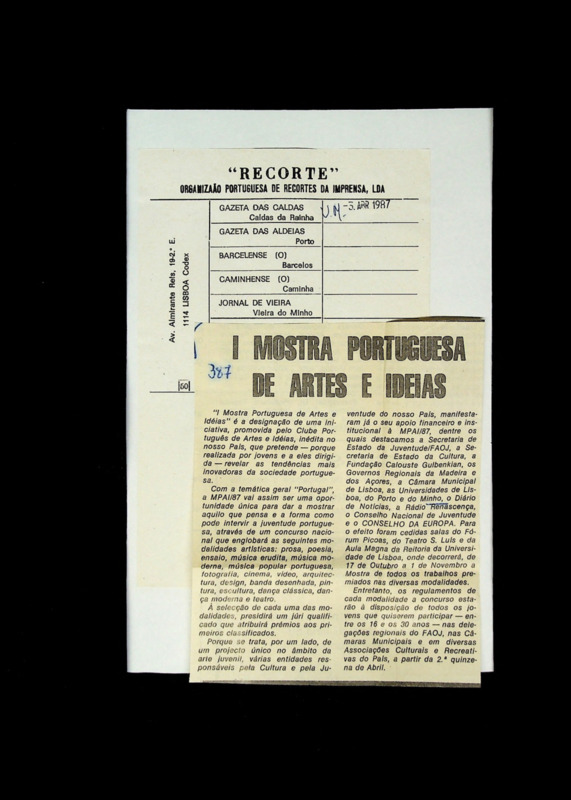 "RECORTE"
ORGANIZAÃO PORTUGUESA DE RECORTES DA IMPRENSA, LDA
GAZETA DAS CALDAS
Caldas da Rainha
-3. APR 1987
GAZETA DAS ALDEIAS
Porto
BARCELENSE (O)
Barcelos
CAMINHENSE (O)
Caminha
JORNAL DE VIEIRA
Vieira do Minho
Av. Almirante Reis, 19-2.º E.
1114 LISBOA Codex
60
387
I MOSTRA PORTUGUESA
DE ARTES E IDEIAS
"I Mostra Portuguesa de Artes e
Idéias" é a designação de uma ini-
ciativa, promovida pelo Clube Por-
tuguês de Artes e Idéias, inédita no
nosso País, que pretende — porque
realizada por jovens e a eles dirigi-
da — revelar as tendências mais
inovadoras da sociedade portugue-
sa.
Com a temática geral "Portugal",
a MPAI/87 vai assim ser uma opor-
tunidade única para dar a mostrar
aquilo que pensa e a forma como
pode intervir a juventude portugue-
sa, através de um concurso nacio-
nal que englobará as seguintes mo-
dalidades artísticas: prosa, poesia,
ensaio, música erudita, música mo-
derna, música popular portuguesa,
fotografia, cinema, vídeo, arquitec-
tura, design, banda desenhada, pin-
tura, escultura, dança clássica, dan-
ça moderna e teatro.
À selecção de cada uma das mo-
dalidades, presidirá um júri qualifi-
cado que atribuirá prémios aos pri-
meiros classificados.
Porque se trata, por um lado, de
um projecto único no âmbito da
arte juvenil, várias entidades res-
ponsáveis pela Cultura e pela Ju-
ventude do nosso País, manifesta-
ram já o seu apoio financeiro e ins-
titucional à MPAI/87, dentre os
quais destacamos a Secretaria de
Estado da Juventude/FAOJ, a Se-
cretaria de Estado da Cultura, a
Fundação Calouste Gulbenkian, os
Governos Regionais da Madeira e
dos Açores, a Câmara Municipal
de Lisboa, as Universidades de Lis-
boa, do Porto e do Minho, o Diário
de Notícias, a Rádio Renascença,
o Conselho Nacional de Juventude
e o CONSELHO DA EUROPA. Para
o efeito foram cedidas salas do Fó-
rum Picoas, do Teatro S. Luís e da
Aula Magna da Reitoria da Universi-
dade de Lisboa, onde decorrerá, de
17 de Outubro a 1 de Novembro a
Mostra de todos os trabalhos pre-
miados nas diversas modalidades.
Entretanto, os regulamentos de
cada modalidade a concurso esta-
rão à disposição de todos os jo-
vens que quiserem participar — en-
tre os 16 e os 30 anos — nas dele-
gações regionais do FAOJ, nas Câ-
maras Municipais e em diversas
Associações Culturais e Recreati-
vas do País, a partir da 2.ª quinze-
na de Abril.